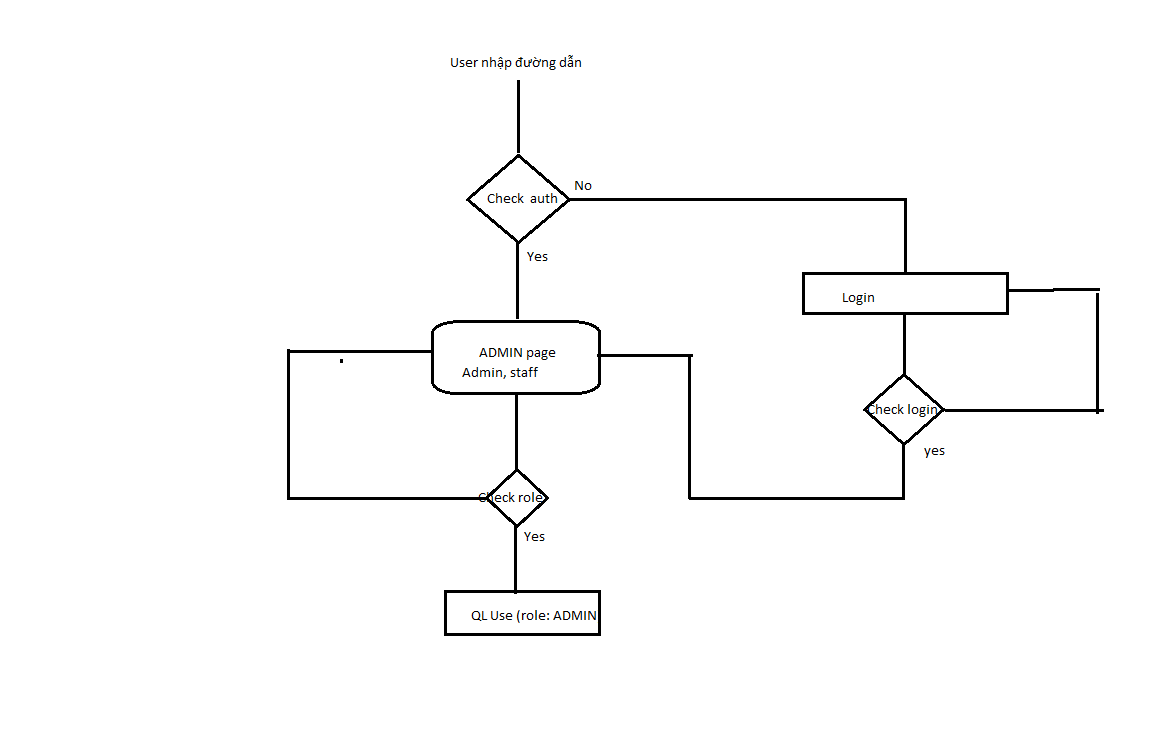 User nhập đường dẫn
Check auth
No
Yes
Login
ADMIN page
Admin, staff
Check login
yes
Check role
Yes
QL Use (role: ADMIN